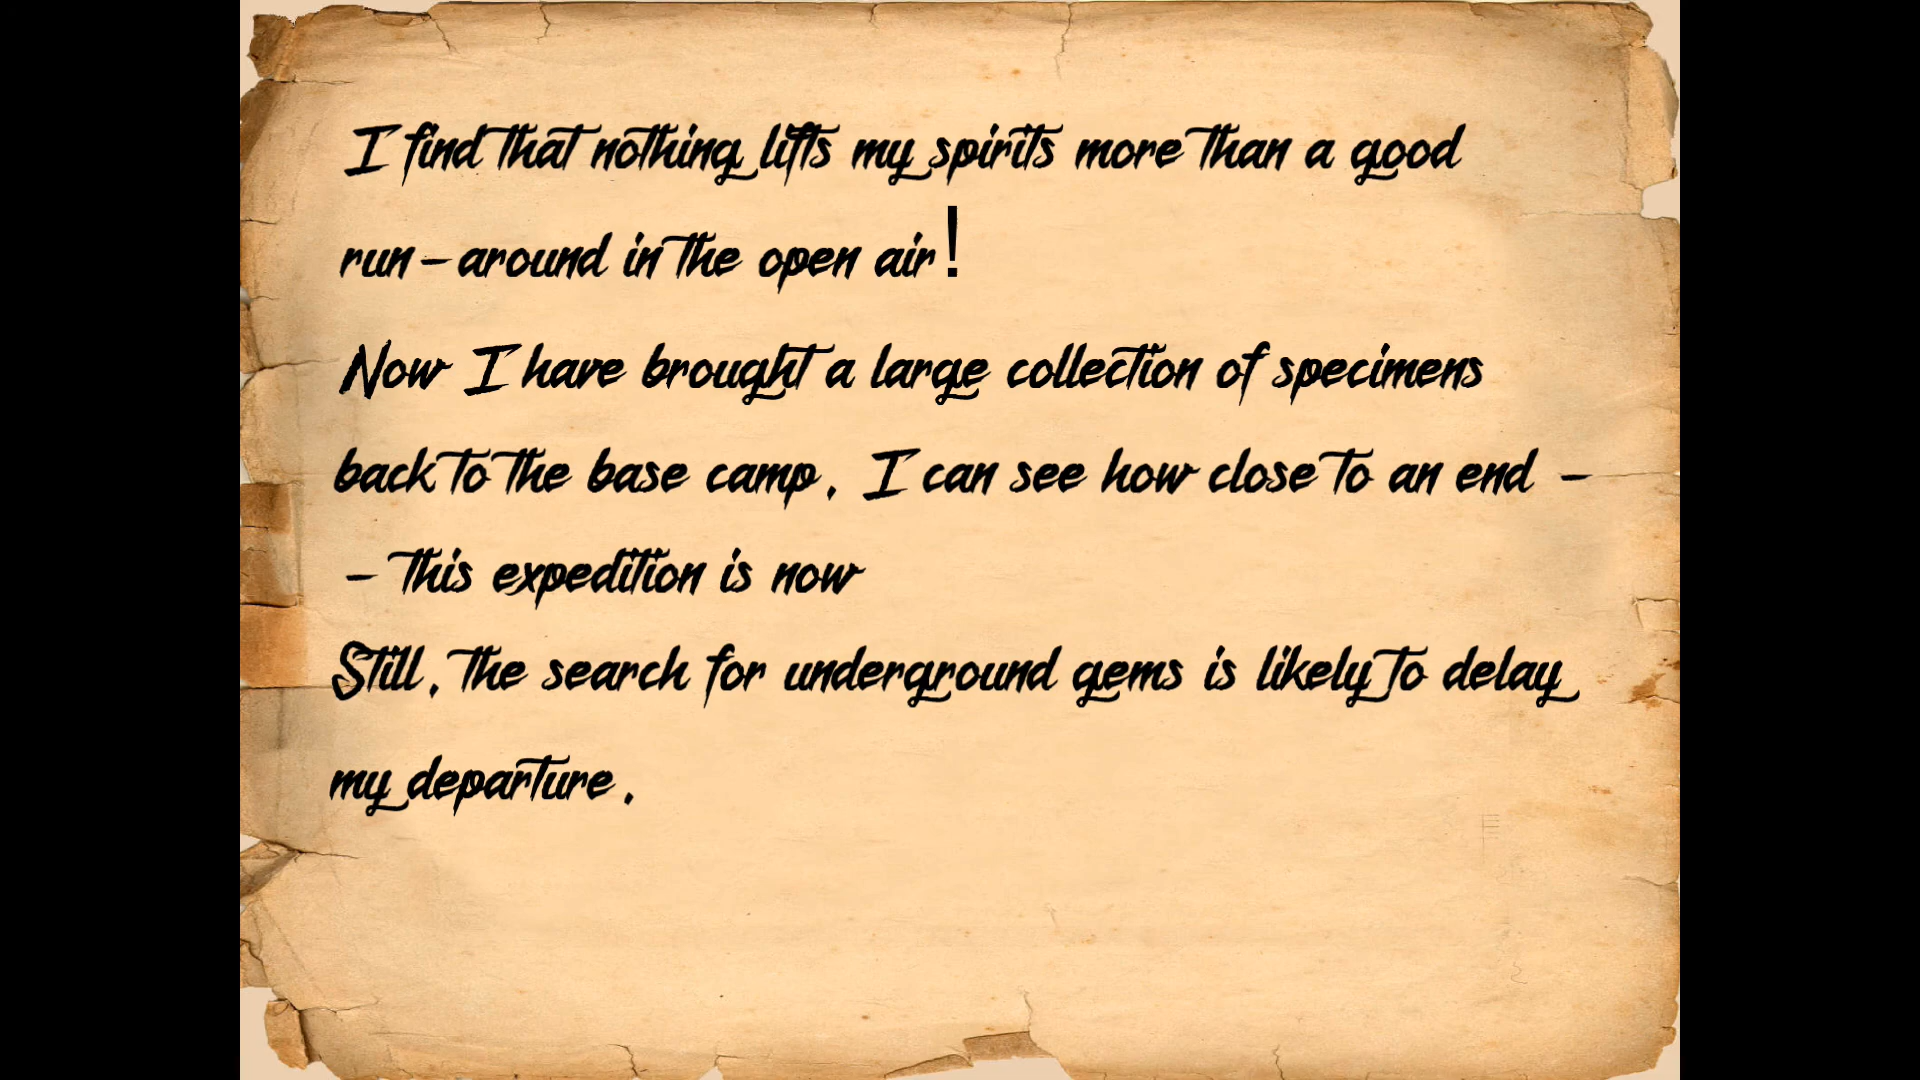 I find that nothing lifts my spirits more than a good
run-around in the open air!
Now I have brought a large collection of specimens
back to the base camp, I can see how close to an end -
- this expedition is now
Still, the search for underground gems is likely to delay
my departure.